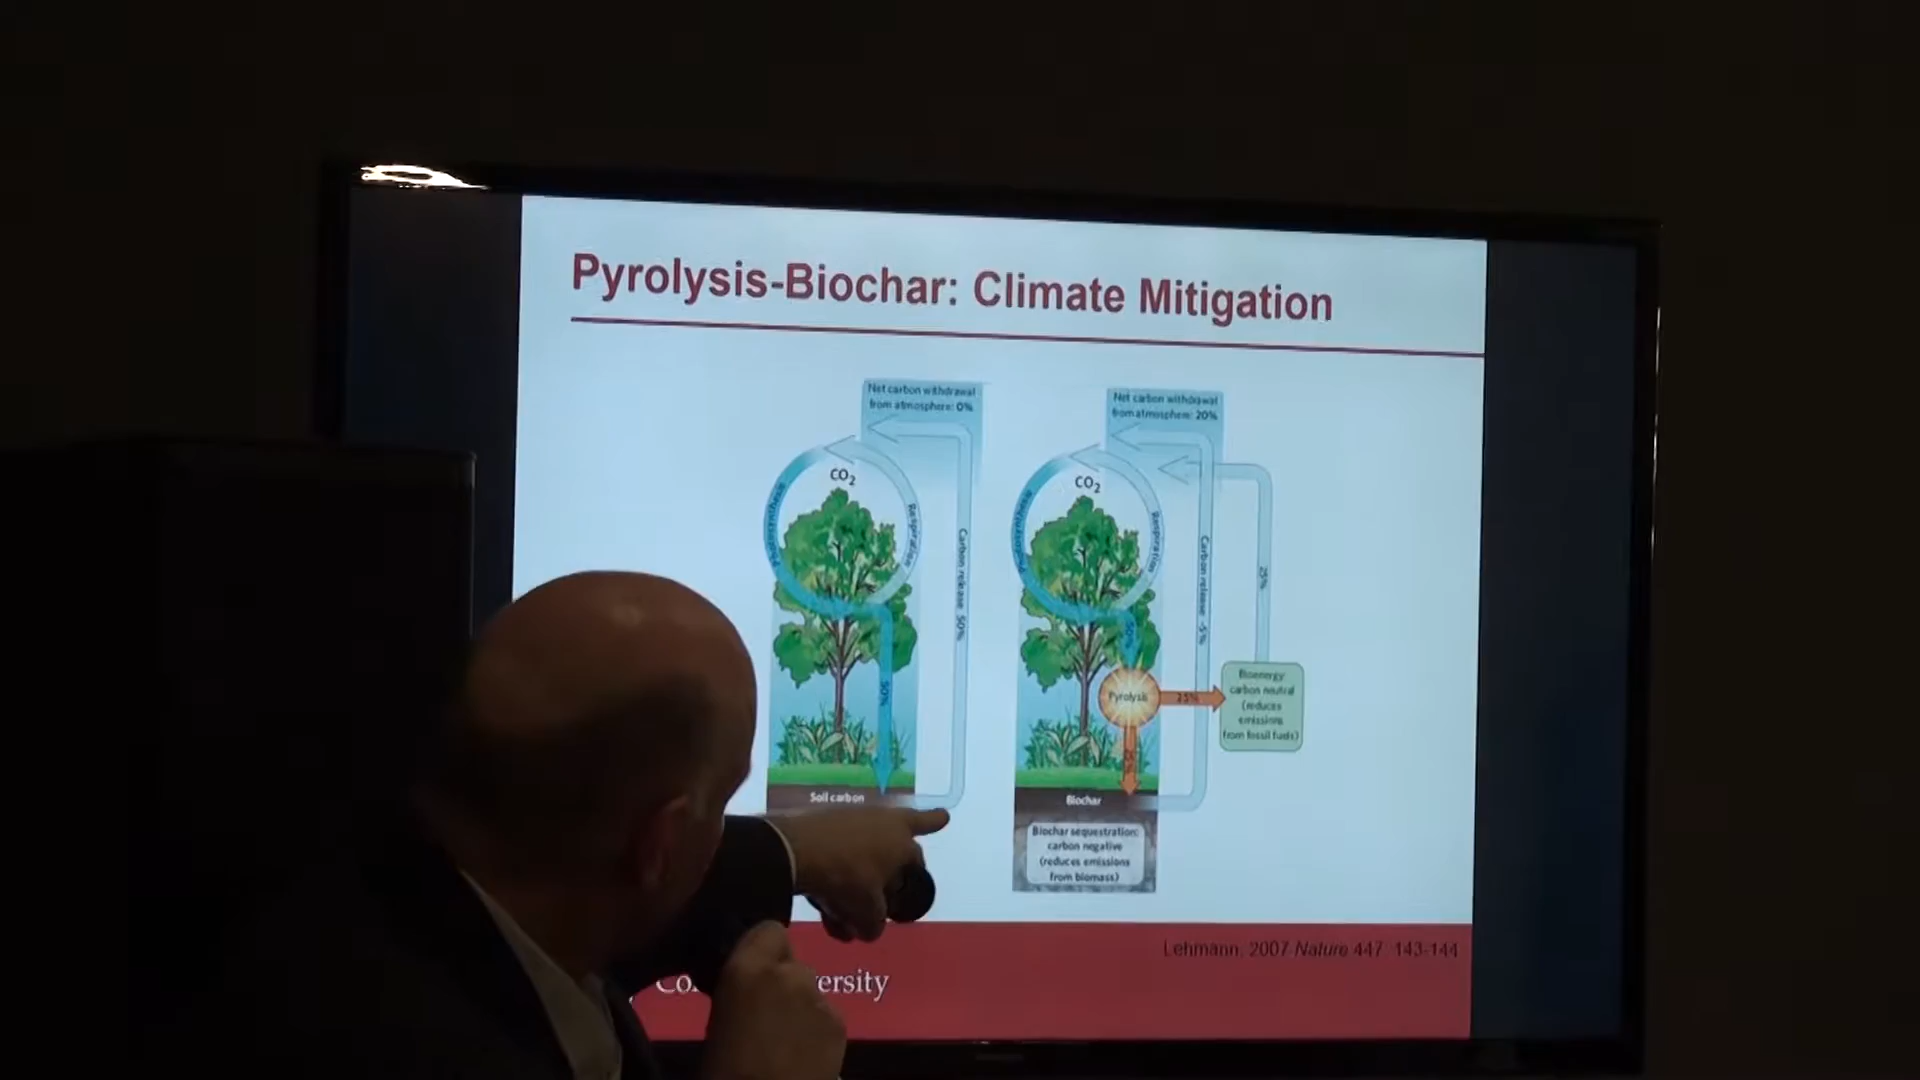 Pyrolysis-Biochar: Climate Mitigation
Net carbon withdrawal
from atmosphere: 0%
CO2
Photosynthesis
Respiration
Carbon release 50%
50%
Soil carbon
Net carbon withdrawal
from atmosphere: 20%
CO2
Photosynthesis
Respiration
Carbon release -5%
25%
50%
Pyrolysis
25%
Bioenergy:
carbon neutral
(reduces
emissions
from fossil fuels)
Biochar
Biochar sequestration:
carbon negative
(reduces emissions
from biomass)
Lehmann, 2007 Nature 447 143-144